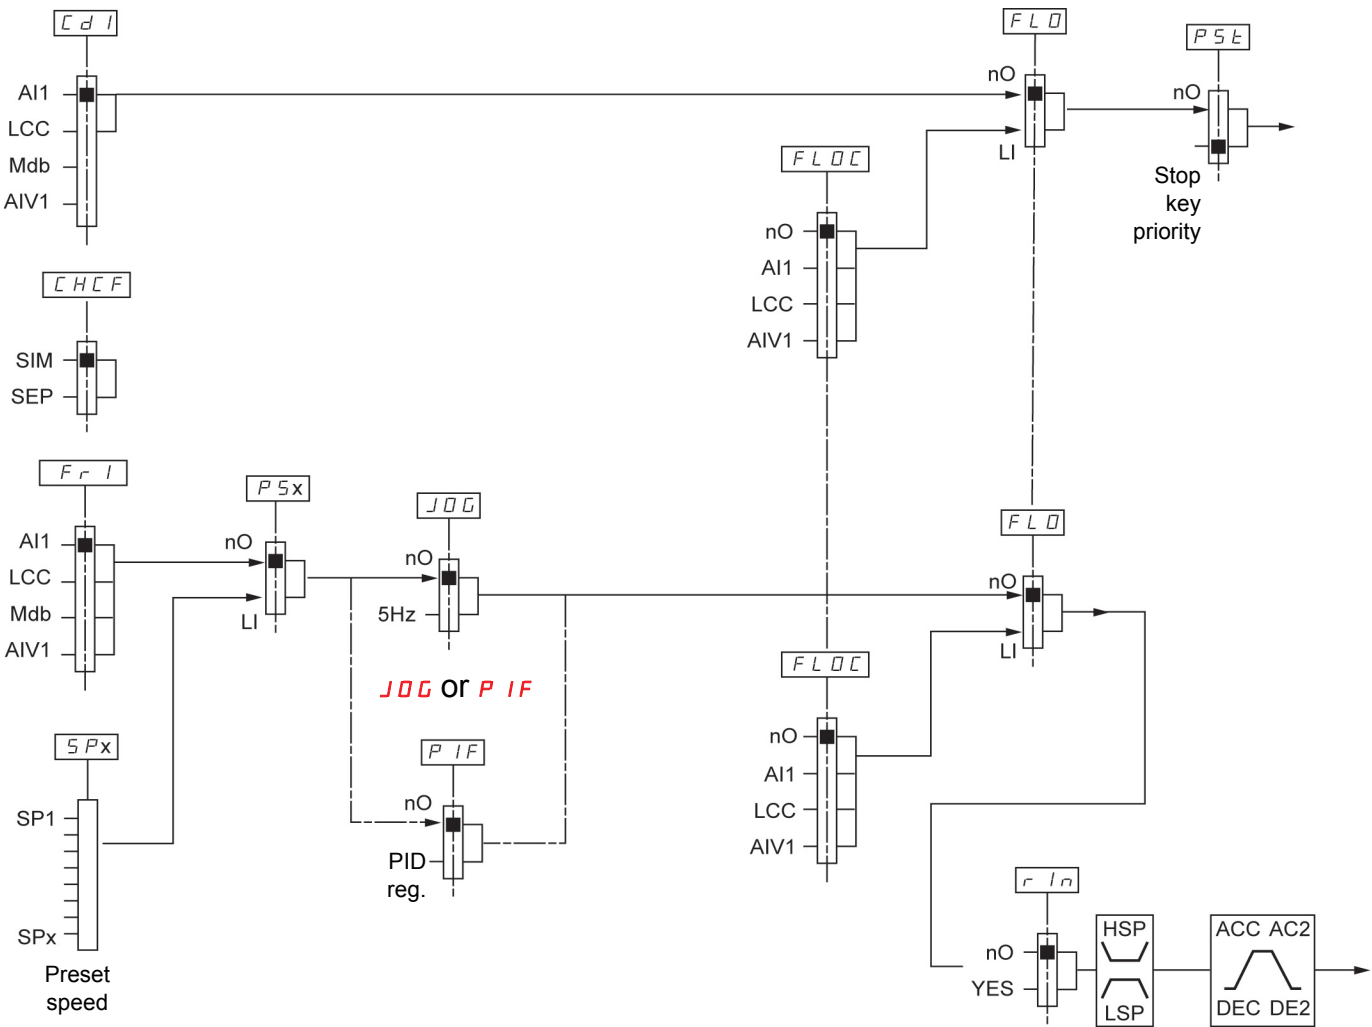 Cd1
FLO
PSt
nO
nO
AI1
LCC
Mdb
AIV1
LI
FLOC
Stop
key
priority
nO
AI1
LCC
AIV1
CHCF
SIM
SEP
Fr1
PSx
JOG
FLO
AI1
LCC
Mdb
AIV1
nO
LI
nO
5Hz
nO
LI
JOG or PIF
FLOC
SPx
PIF
nO
AI1
LCC
AIV1
SP1
SPx
Preset
speed
nO
PID
reg.
rIn
nO
YES
HSP
LSP
ACC AC2
DEC DE2